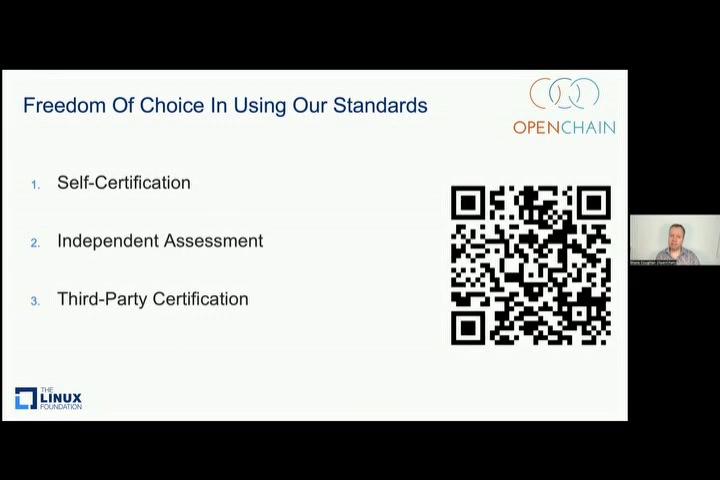 Freedom Of Choice In Using Our Standards
OPENCHAIN
1. Self-Certification
2. Independent Assessment
3. Third-Party Certification
THE
LINUX
FOUNDATION